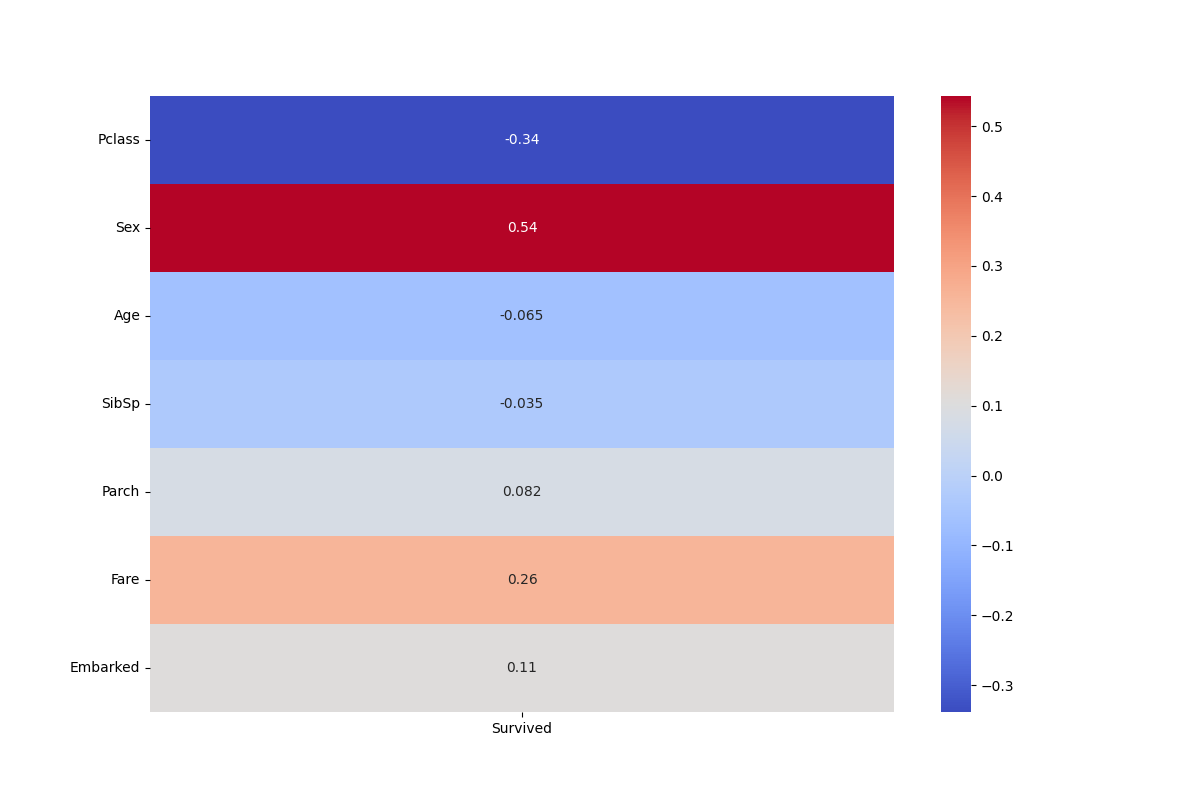 Pclass
-0.34
Sex
0.54
Age
-0.065
SibSp
-0.035
Parch
0.082
Fare
0.26
Embarked
0.11
Survived
0.5
0.4
0.3
0.2
0.1
0.0
−0.1
−0.2
−0.3